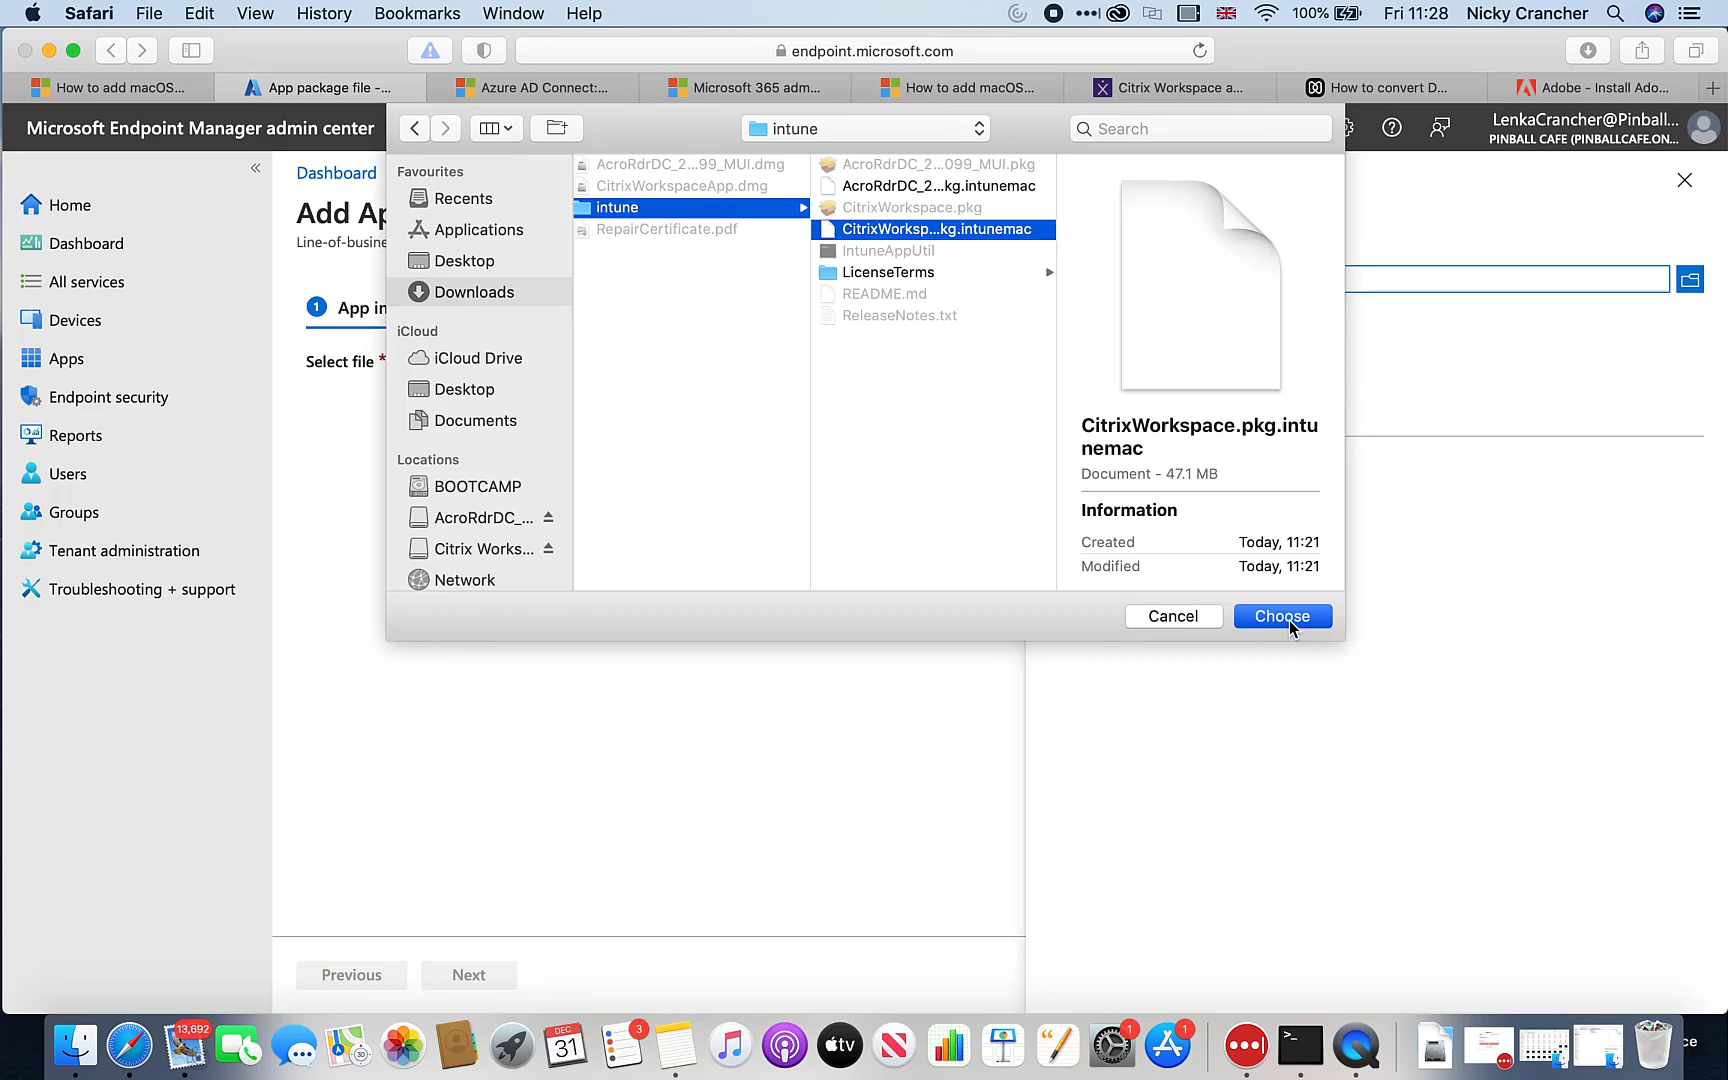 Safari File Edit View History Bookmarks Window Help 100% Fri 11:28 Nicky Crancher
endpoint.microsoft.com
How to add macOS... App package file -... Azure AD Connect:... Microsoft 365 adm... How to add macOS... Citrix Workspace a... How to convert D... Adobe - Install Ado...
Microsoft Endpoint Manager admin center
intune
Search
LenkaCrancher@Pinball...
PINBALL CAFE (PINBALLCAFE.ON...
Home
Dashboard
All services
Devices
Apps
Endpoint security
Reports
Users
Groups
Tenant administration
Troubleshooting + support
Dashboard
Add Ap
Line-of-busine
1 App in
Select file *
Favourites
Recents
Applications
Desktop
Downloads
iCloud
iCloud Drive
Desktop
Documents
Locations
BOOTCAMP
AcroRdrDC_...
Citrix Works...
Network
AcroRdrDC_2...99_MUI.dmg
CitrixWorkspaceApp.dmg
intune
RepairCertificate.pdf
AcroRdrDC_2...099_MUI.pkg
AcroRdrDC_2...kg.intunemac
CitrixWorkspace.pkg
CitrixWorksp...kg.intunemac
IntuneAppUtil
LicenseTerms
README.md
ReleaseNotes.txt
CitrixWorkspace.pkg.intu
nemac
Document - 47.1 MB
Information
Created Today, 11:21
Modified Today, 11:21
Cancel Choose
Previous Next
13,692
3D
DEC
31
3
tv
1
1
ce